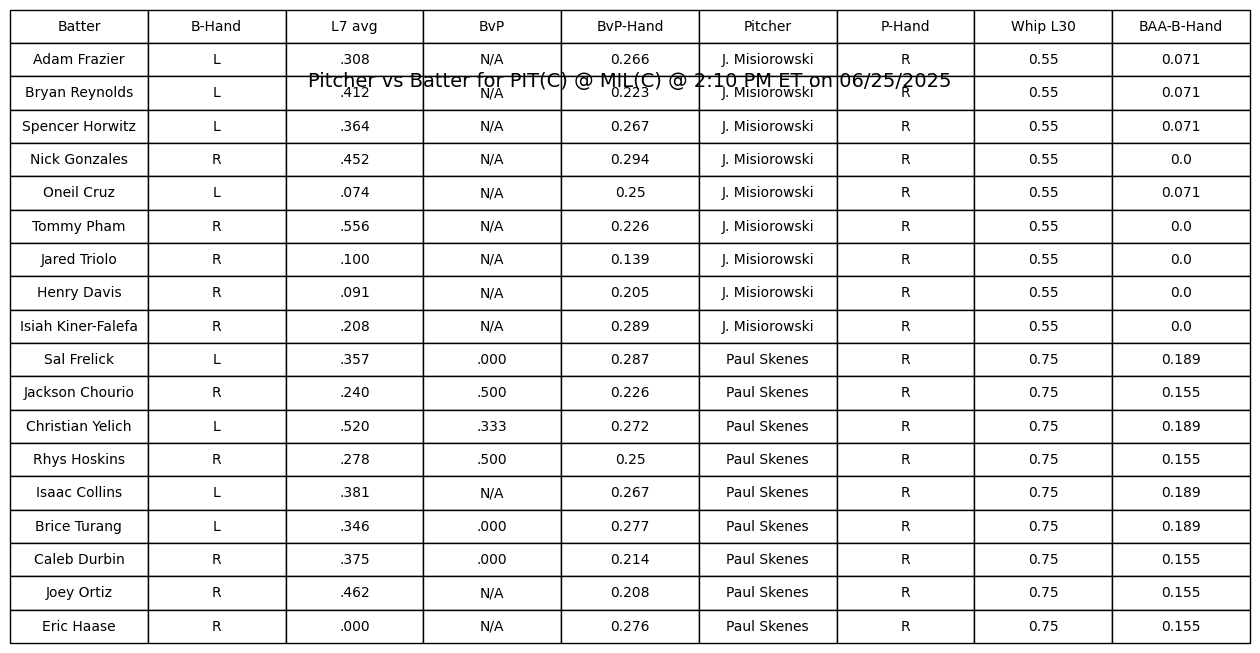 Batter B-Hand L7 avg BvP BvP-Hand Pitcher P-Hand Whip L30 BAA-B-Hand
Adam Frazier L .308 N/A 0.266 J. Misiorowski R 0.55 0.071
Pitcher vs Batter for PIT(C) @ MIL(C) @ 2:10 PM ET on 06/25/2025
Bryan Reynolds L .412 N/A 0.223 J. Misiorowski R 0.55 0.071
Spencer Horwitz L .364 N/A 0.267 J. Misiorowski R 0.55 0.071
Nick Gonzales R .452 N/A 0.294 J. Misiorowski R 0.55 0.0
Oneil Cruz L .074 N/A 0.25 J. Misiorowski R 0.55 0.071
Tommy Pham R .556 N/A 0.226 J. Misiorowski R 0.55 0.0
Jared Triolo R .100 N/A 0.139 J. Misiorowski R 0.55 0.0
Henry Davis R .091 N/A 0.205 J. Misiorowski R 0.55 0.0
Isiah Kiner-Falefa R .208 N/A 0.289 J. Misiorowski R 0.55 0.0
Sal Frelick L .357 .000 0.287 Paul Skenes R 0.75 0.189
Jackson Chourio R .240 .500 0.226 Paul Skenes R 0.75 0.155
Christian Yelich L .520 .333 0.272 Paul Skenes R 0.75 0.189
Rhys Hoskins R .278 .500 0.25 Paul Skenes R 0.75 0.155
Isaac Collins L .381 N/A 0.267 Paul Skenes R 0.75 0.189
Brice Turang L .346 .000 0.277 Paul Skenes R 0.75 0.189
Caleb Durbin R .375 .000 0.214 Paul Skenes R 0.75 0.155
Joey Ortiz R .462 N/A 0.208 Paul Skenes R 0.75 0.155
Eric Haase R .000 N/A 0.276 Paul Skenes R 0.75 0.155